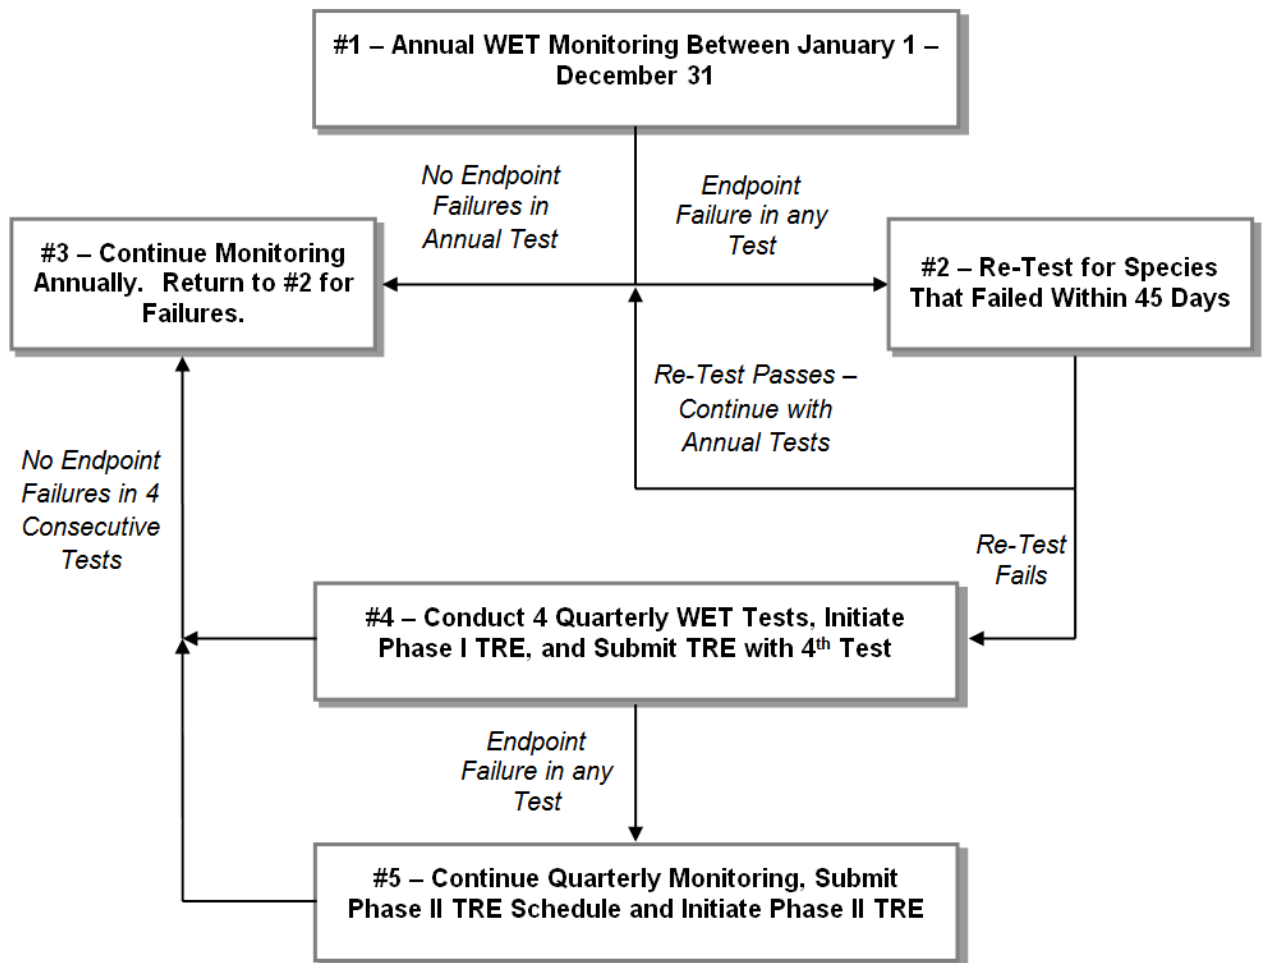 #1 – Annual WET Monitoring Between January 1 –
December 31
No Endpoint
Failures in
Annual Test
Endpoint
Failure in any
Test
#3 – Continue Monitoring
Annually. Return to #2 for
Failures.
#2 – Re-Test for Species
That Failed Within 45 Days
Re-Test Passes –
Continue with
Annual Tests
No Endpoint
Failures in 4
Consecutive
Tests
Re-Test
Fails
#4 – Conduct 4 Quarterly WET Tests, Initiate
Phase I TRE, and Submit TRE with 4th Test
Endpoint
Failure in any
Test
#5 – Continue Quarterly Monitoring, Submit
Phase II TRE Schedule and Initiate Phase II TRE